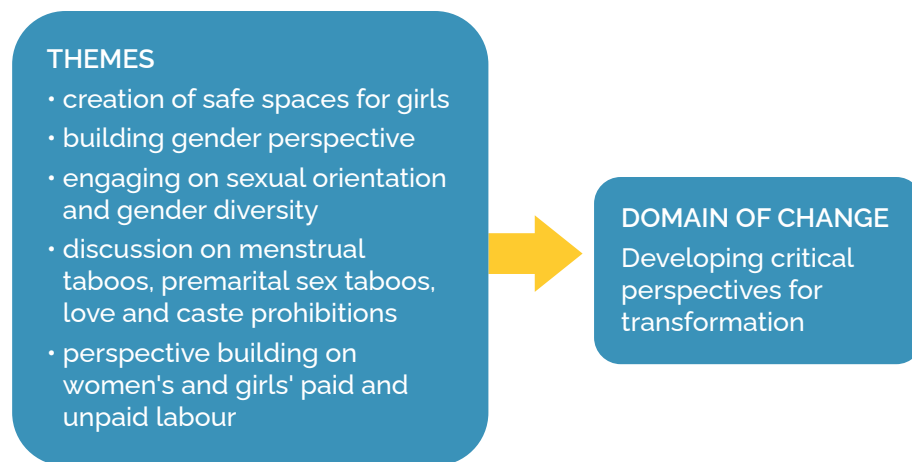 THEMES
• creation of safe spaces for girls
• building gender perspective
• engaging on sexual orientation
and gender diversity
• discussion on menstrual
taboos, premarital sex taboos,
love and caste prohibitions
• perspective building on
women's and girls' paid and
unpaid labour
DOMAIN OF CHANGE
Developing critical
perspectives for
transformation